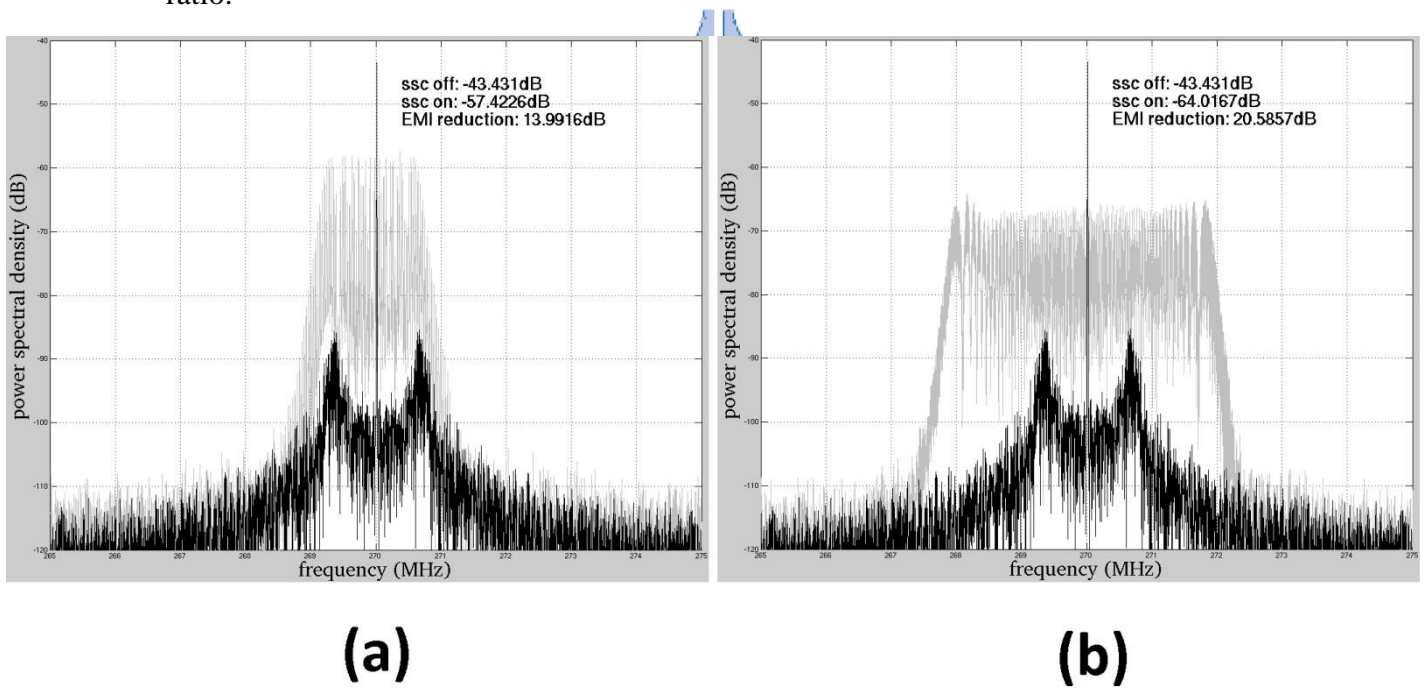 ratio.
-40
ssc off: -43.431dB
ssc on: -57.4226dB
EMI reduction: 13.9916dB
-50
-60
-70
-80
-90
-100
-110
-120
power spectral density (dB)
265 266 267 268 269 270 271 272 273 274 275
frequency (MHz)
(a)
-40
ssc off: -43.431dB
ssc on: -64.0167dB
EMI reduction: 20.5857dB
-50
-60
-70
-80
-90
-100
-110
-120
power spectral density (dB)
265 266 267 268 269 270 271 272 273 274 275
frequency (MHz)
(b)